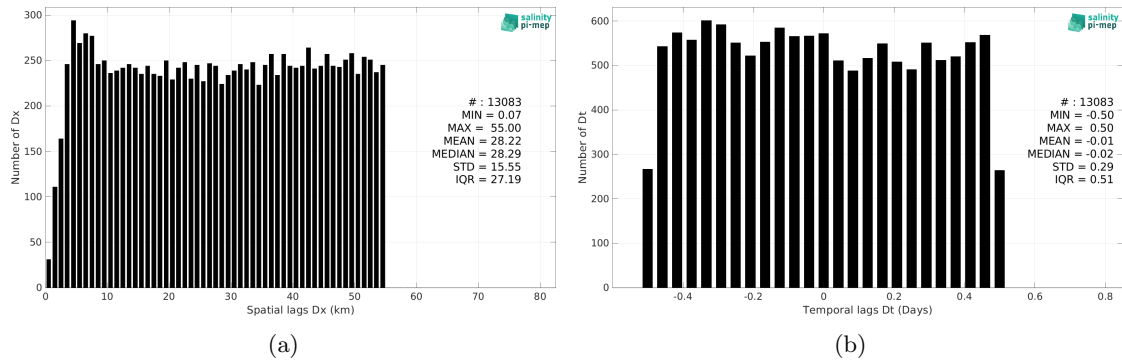 300
250
200
150
100
50
0
Number of Dx
salinity
pi-mep
# : 13083
MIN = 0.07
MAX = 55.00
MEAN = 28.22
MEDIAN = 28.29
STD = 15.55
IQR = 27.19
0 10 20 30 40 50 60 70 80
Spatial lags Dx (km)
(a)
600
500
400
300
200
100
0
Number of Dt
salinity
pi-mep
# : 13083
MIN = -0.50
MAX = 0.50
MEAN = -0.01
MEDIAN = -0.02
STD = 0.29
IQR = 0.51
-0.4 -0.2 0 0.2 0.4 0.6 0.8
Temporal lags Dt (Days)
(b)